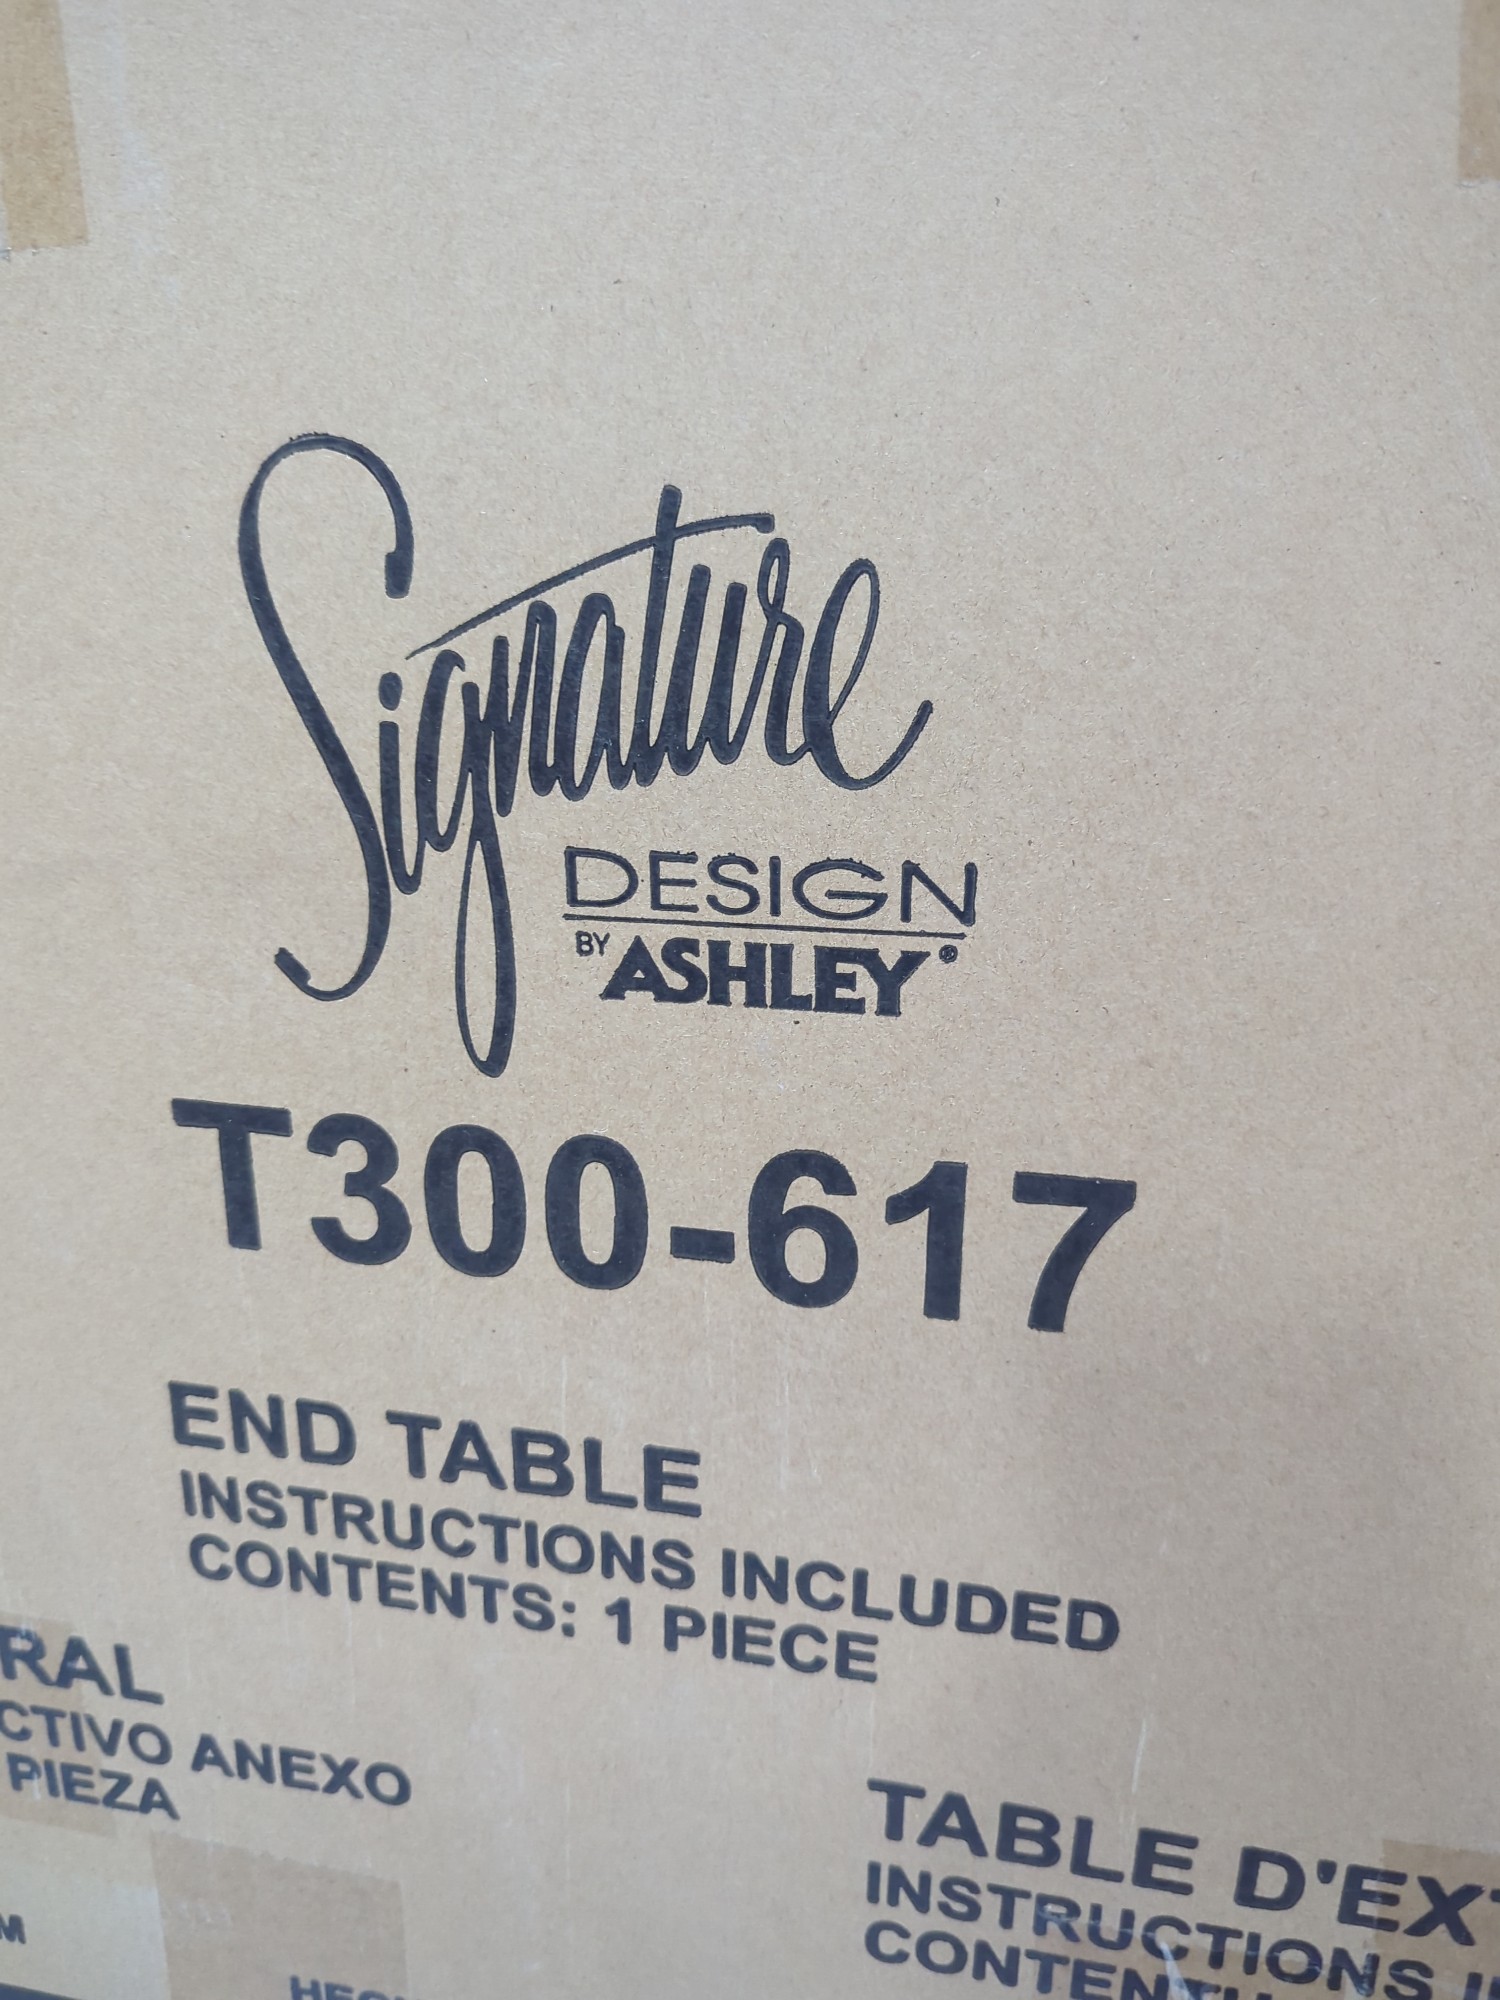 Signature
DESIGN
BY ASHLEY®
T300-617
END TABLE
INSTRUCTIONS INCLUDED
CONTENTS: 1 PIECE
RAL
CTIVO ANEXO
PIEZA
M
TABLE D'EXT
INSTRUCTIONS I
CONTENU